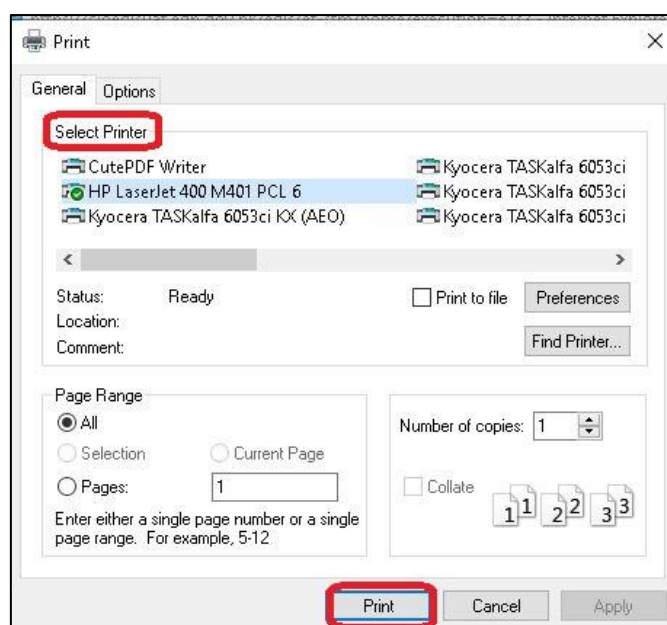 Print
General Options
Select Printer
CutePDF Writer Kyocera TASKalfa 6053ci
HP LaserJet 400 M401 PCL 6 Kyocera TASKalfa 6053ci
Kyocera TASKalfa 6053ci KX (AEO) Kyocera TASKalfa 6053ci
Status: Ready Print to file Preferences
Location:
Comment: Find Printer...
Page Range
All Number of copies: 1
Selection Current Page
Pages: 1 Collate
1 1 2 2 3 3
Enter either a single page number or a single
page range. For example, 5-12
Print Cancel Apply